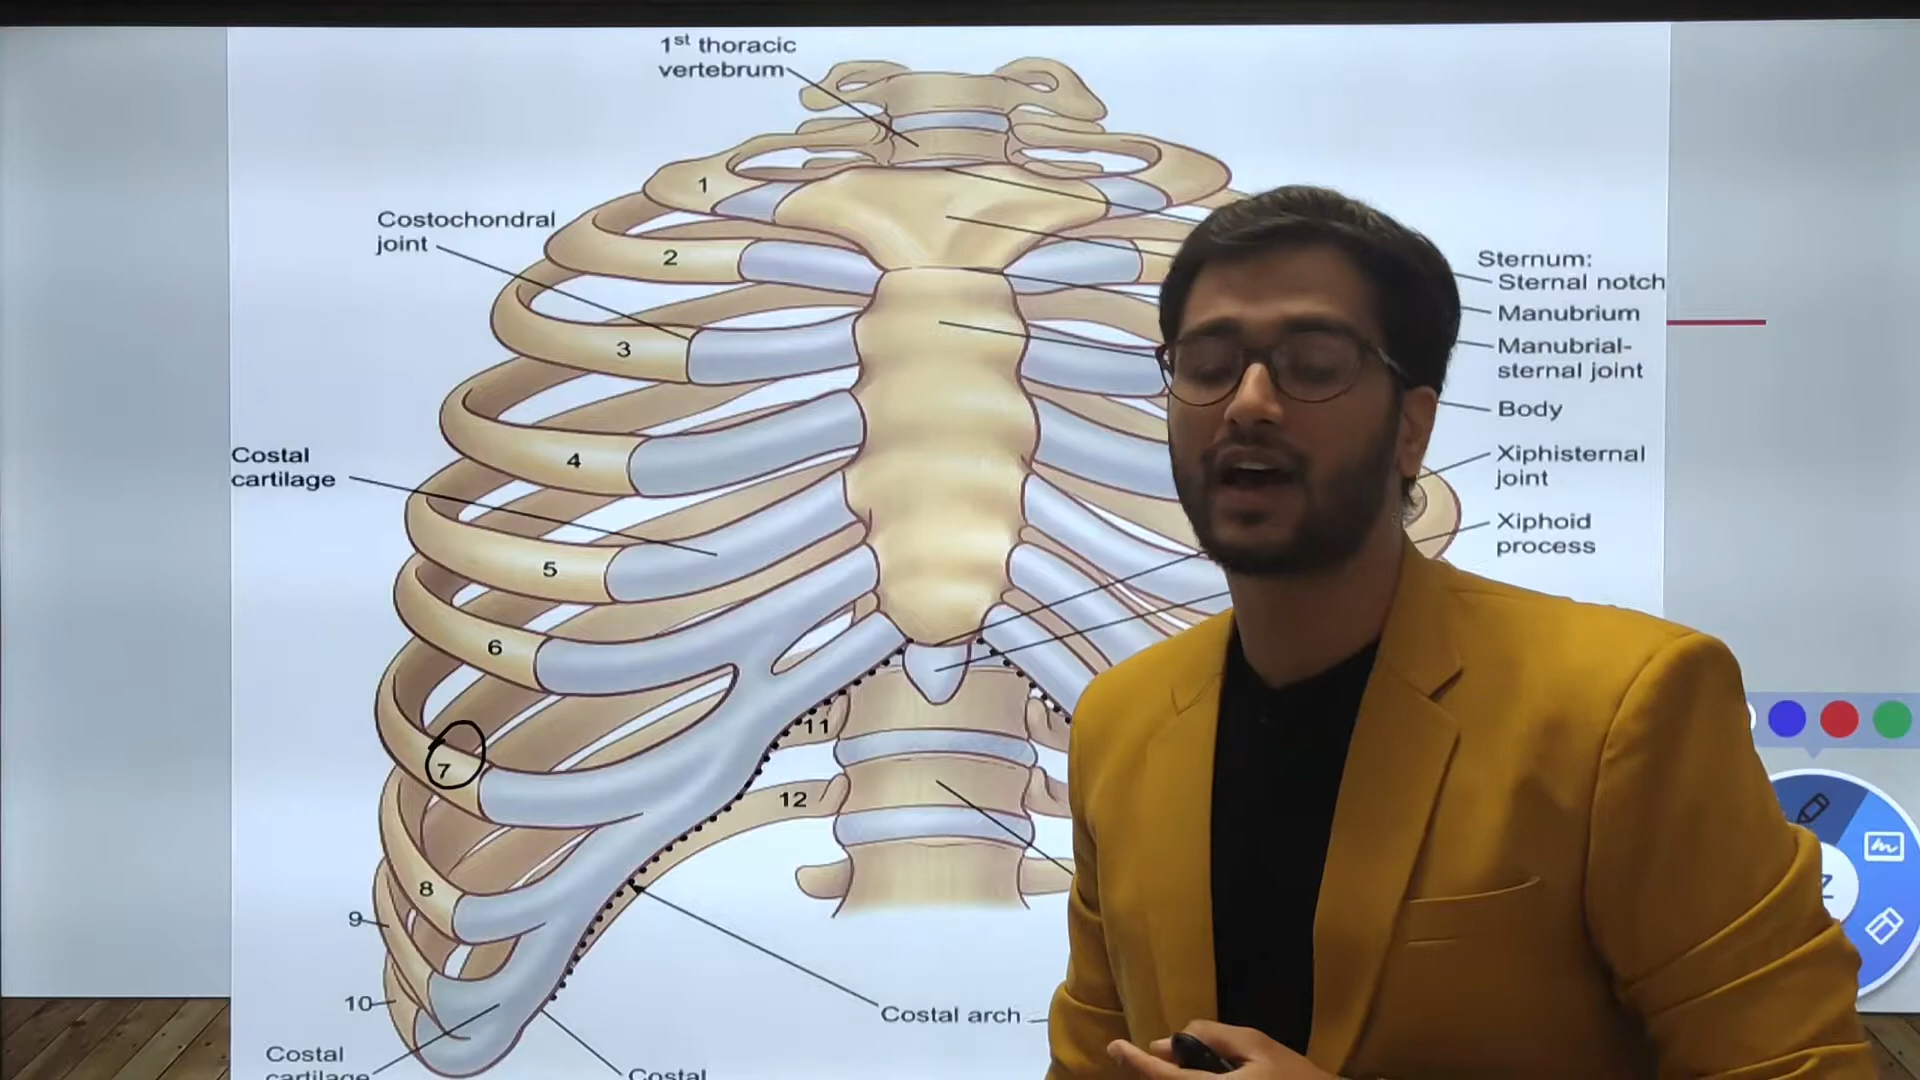 1st thoracic
vertebrum
1
Costochondral
joint
2
Sternum:
Sternal notch
Manubrium
3
Manubrial-
sternal joint
Body
Costal
cartilage
4
Xiphisternal
joint
Xiphoid
process
5
6
7
11
12
8
9
10
Costal arch
Costal
cartilage
Costal